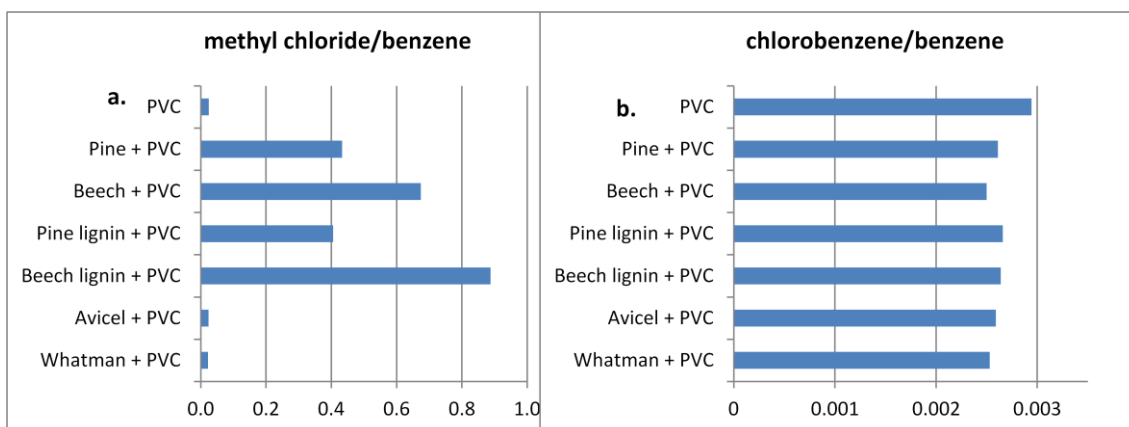 methyl chloride/benzene
a.
PVC
Pine + PVC
Beech + PVC
Pine lignin + PVC
Beech lignin + PVC
Avicel + PVC
Whatman + PVC
0.0 0.2 0.4 0.6 0.8 1.0
chlorobenzene/benzene
b.
PVC
Pine + PVC
Beech + PVC
Pine lignin + PVC
Beech lignin + PVC
Avicel + PVC
Whatman + PVC
0 0.001 0.002 0.003